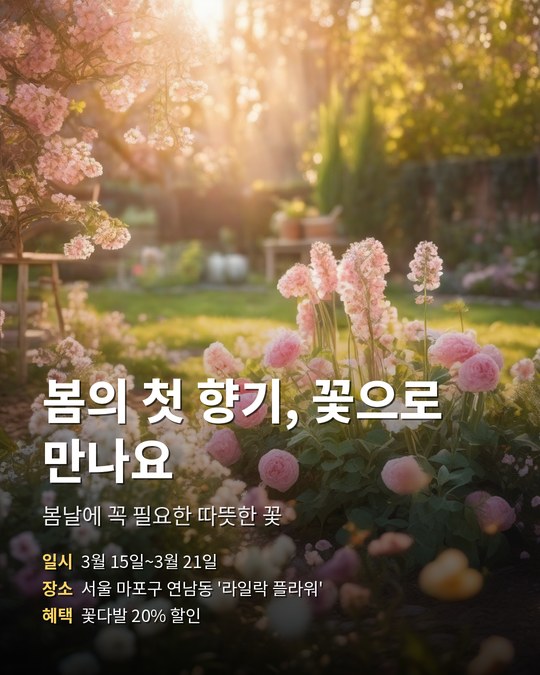 봄의 첫 향기, 꽃으로
만나요
봄날에 꼭 필요한 따뜻한 꽃
일시 3월 15일~3월 21일
장소 서울 마포구 연남동 '라일락 플라워'
혜택 꽃다발 20% 할인